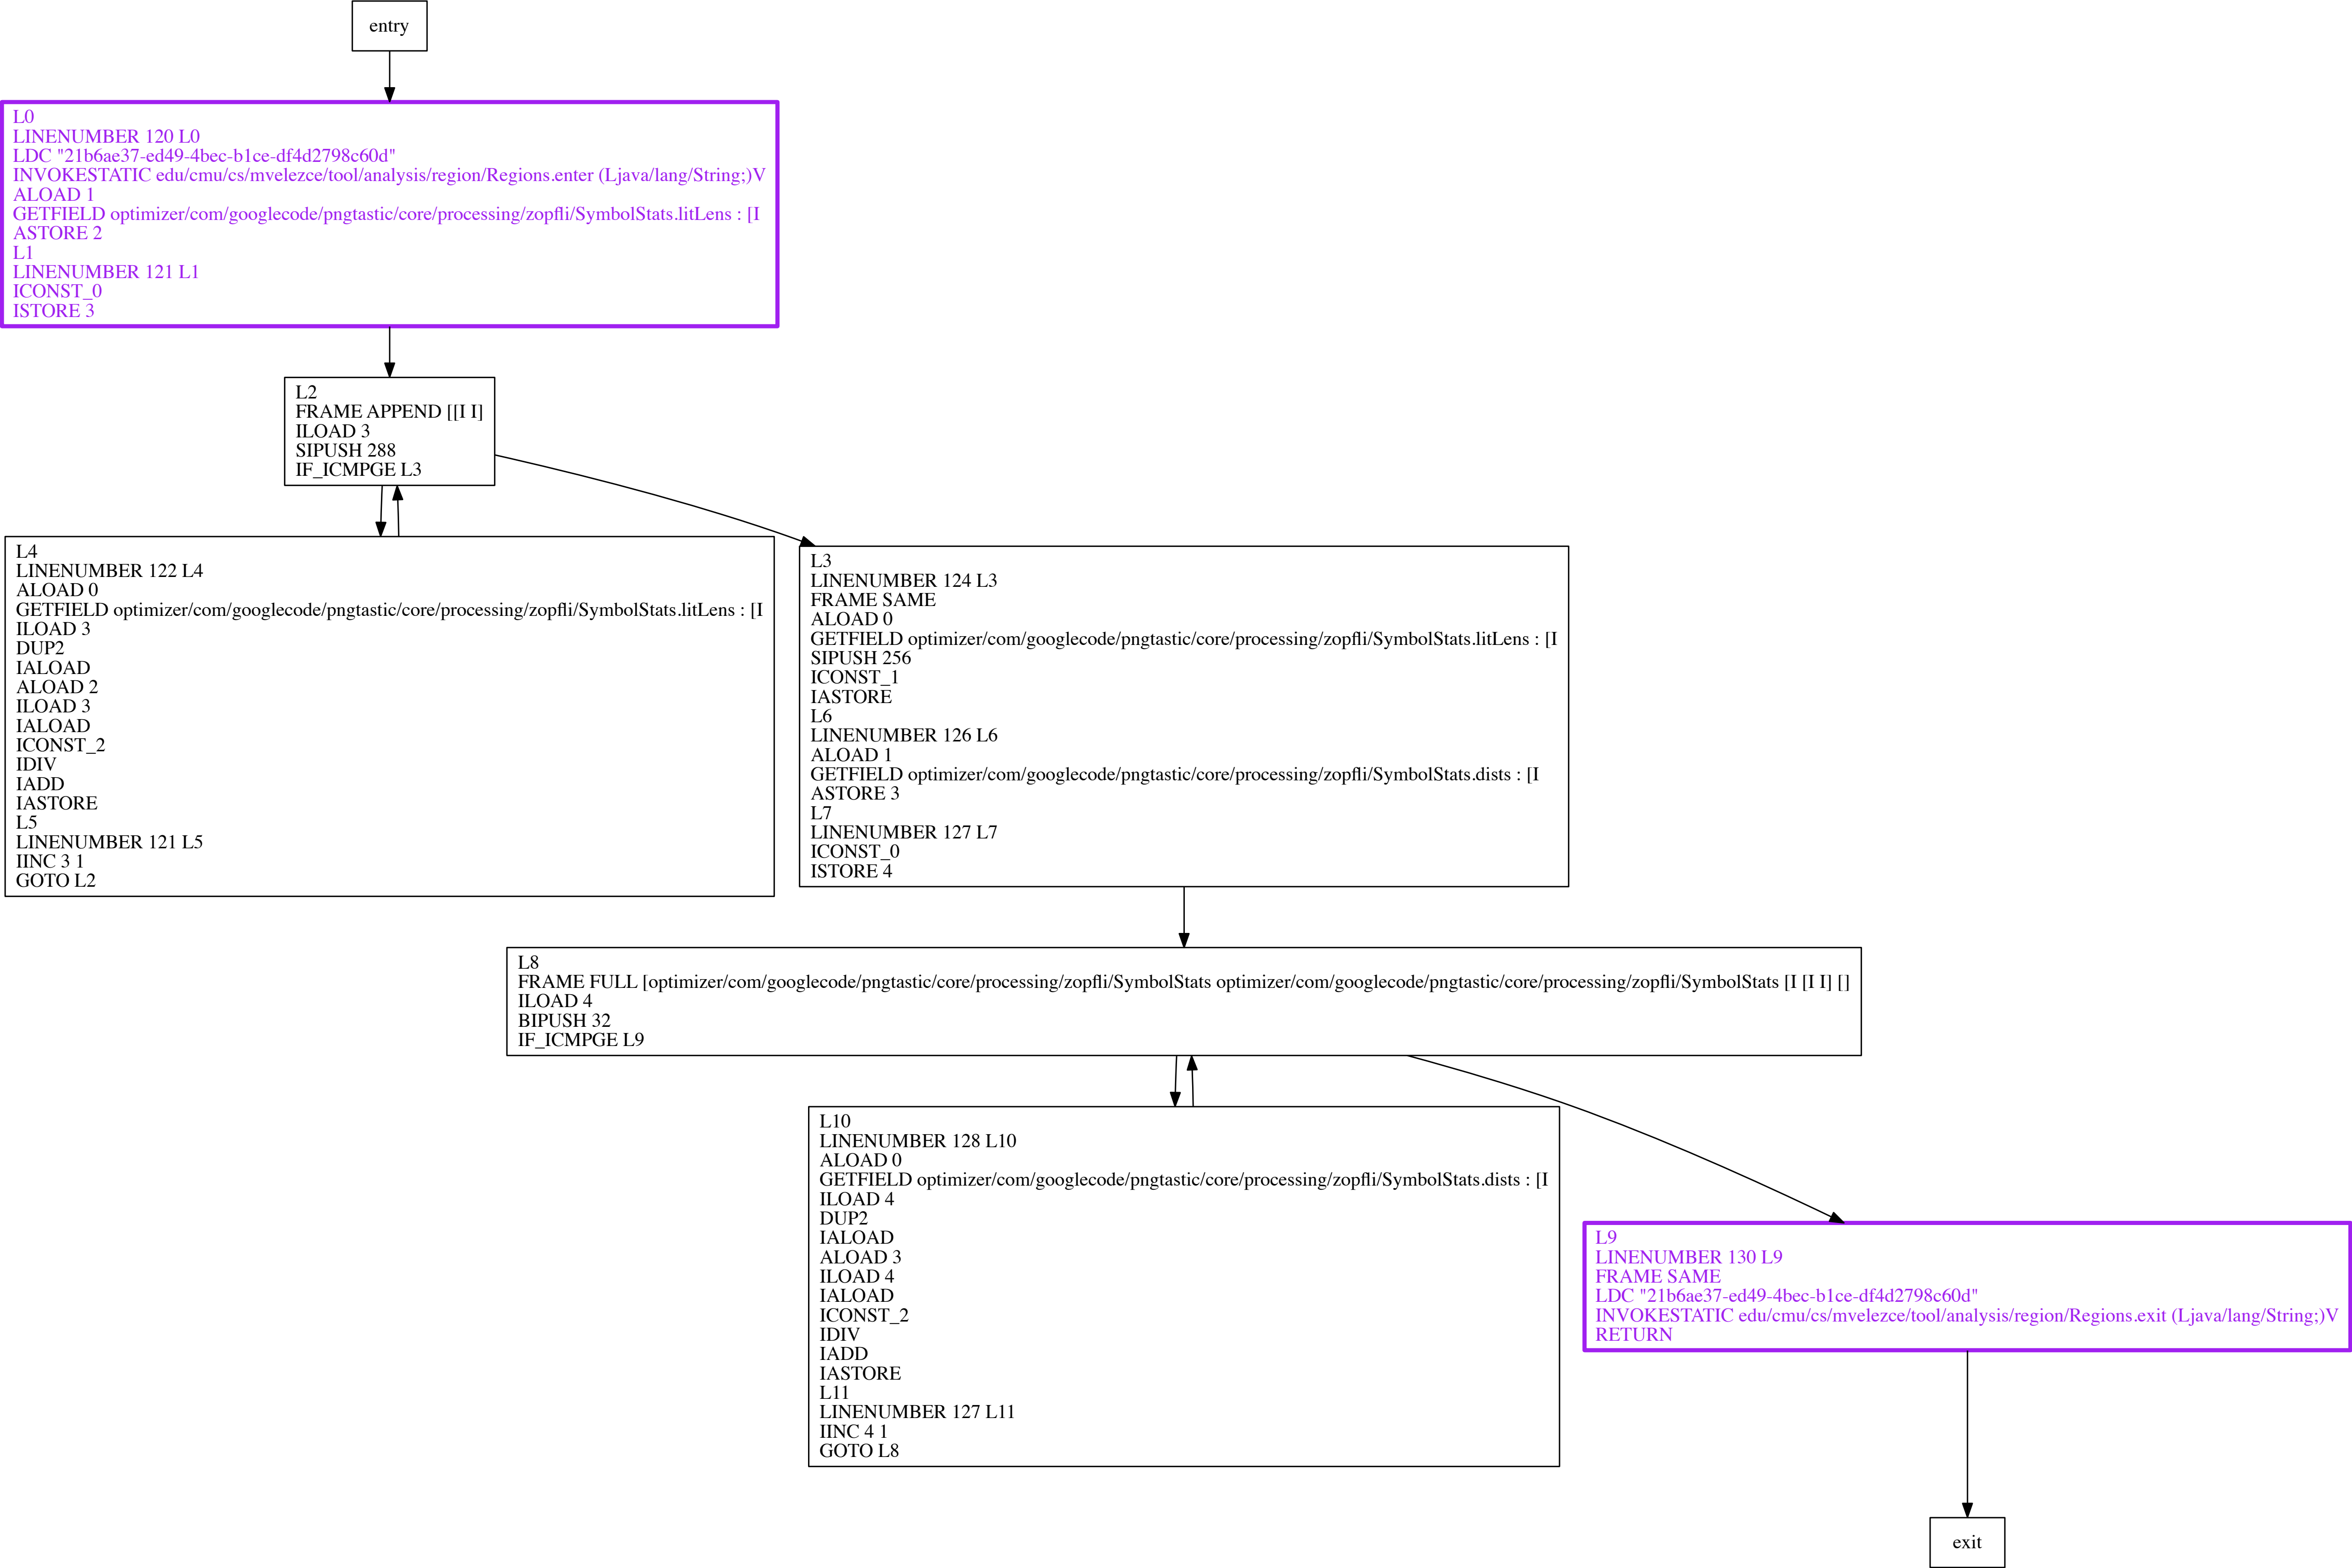 entry
L0
LINENUMBER 120 L0
LDC "21b6ae37-ed49-4bec-b1ce-df4d2798c60d"
INVOKESTATIC edu/cmu/cs/mvelezce/tool/analysis/region/Regions.enter (Ljava/lang/String;)V
ALOAD 1
GETFIELD optimizer/com/googlecode/pngtastic/core/processing/zopfli/SymbolStats.litLens : [I
ASTORE 2
L1
LINENUMBER 121 L1
ICONST_0
ISTORE 3
L2
FRAME APPEND [[I I]
ILOAD 3
SIPUSH 288
IF_ICMPGE L3
L4
LINENUMBER 122 L4
ALOAD 0
GETFIELD optimizer/com/googlecode/pngtastic/core/processing/zopfli/SymbolStats.litLens : [I
ILOAD 3
DUP2
IALOAD
ALOAD 2
ILOAD 3
IALOAD
ICONST_2
IDIV
IADD
IASTORE
L5
LINENUMBER 121 L5
IINC 3 1
GOTO L2
L3
LINENUMBER 124 L3
FRAME SAME
ALOAD 0
GETFIELD optimizer/com/googlecode/pngtastic/core/processing/zopfli/SymbolStats.litLens : [I
SIPUSH 256
ICONST_1
IASTORE
L6
LINENUMBER 126 L6
ALOAD 1
GETFIELD optimizer/com/googlecode/pngtastic/core/processing/zopfli/SymbolStats.dists : [I
ASTORE 3
L7
LINENUMBER 127 L7
ICONST_0
ISTORE 4
L8
FRAME FULL [optimizer/com/googlecode/pngtastic/core/processing/zopfli/SymbolStats optimizer/com/googlecode/pngtastic/core/processing/zopfli/SymbolStats [I [I I] []
ILOAD 4
BIPUSH 32
IF_ICMPGE L9
L10
LINENUMBER 128 L10
ALOAD 0
GETFIELD optimizer/com/googlecode/pngtastic/core/processing/zopfli/SymbolStats.dists : [I
ILOAD 4
DUP2
IALOAD
ALOAD 3
ILOAD 4
IALOAD
ICONST_2
IDIV
IADD
IASTORE
L11
LINENUMBER 127 L11
IINC 4 1
GOTO L8
L9
LINENUMBER 130 L9
FRAME SAME
LDC "21b6ae37-ed49-4bec-b1ce-df4d2798c60d"
INVOKESTATIC edu/cmu/cs/mvelezce/tool/analysis/region/Regions.exit (Ljava/lang/String;)V
RETURN
exit